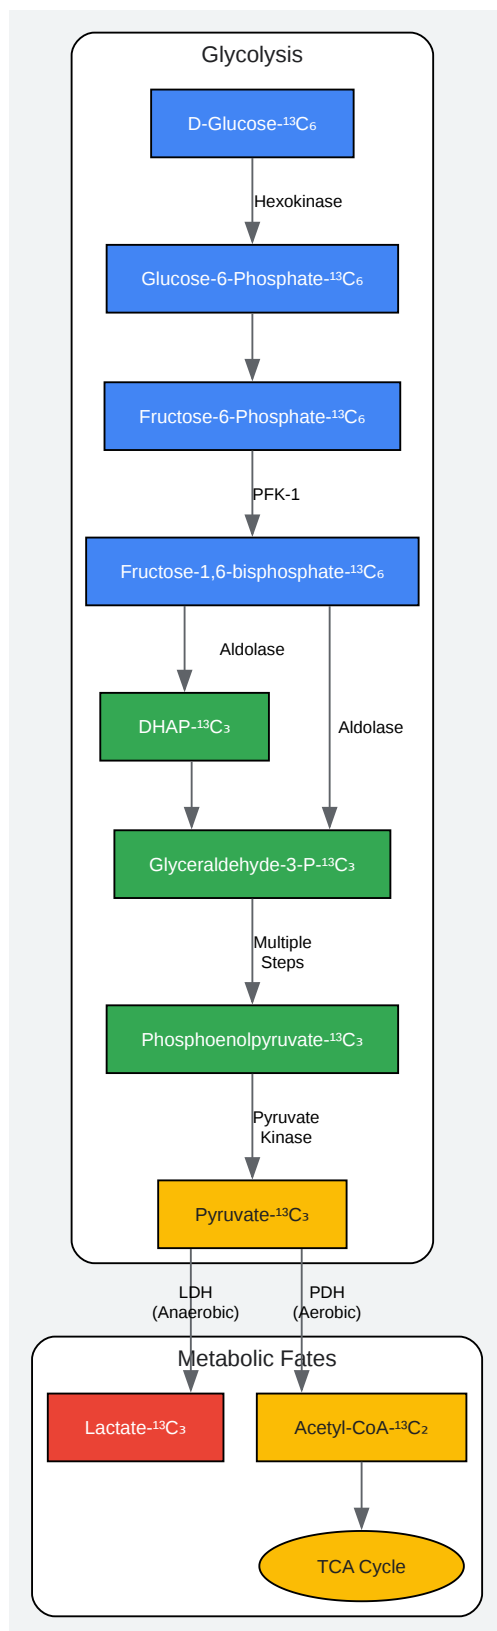 Glycolysis
D-Glucose-¹³C₆
Hexokinase
Glucose-6-Phosphate-¹³C₆
Fructose-6-Phosphate-¹³C₆
PFK-1
Fructose-1,6-bisphosphate-¹³C₆
Aldolase
DHAP-¹³C₃
Aldolase
Glyceraldehyde-3-P-¹³C₃
Multiple
Steps
Phosphoenolpyruvate-¹³C₃
Pyruvate
Kinase
Pyruvate-¹³C₃
LDH
(Anaerobic)
PDH
(Aerobic)
Metabolic Fates
Lactate-¹³C₃
Acetyl-CoA-¹³C₂
TCA Cycle